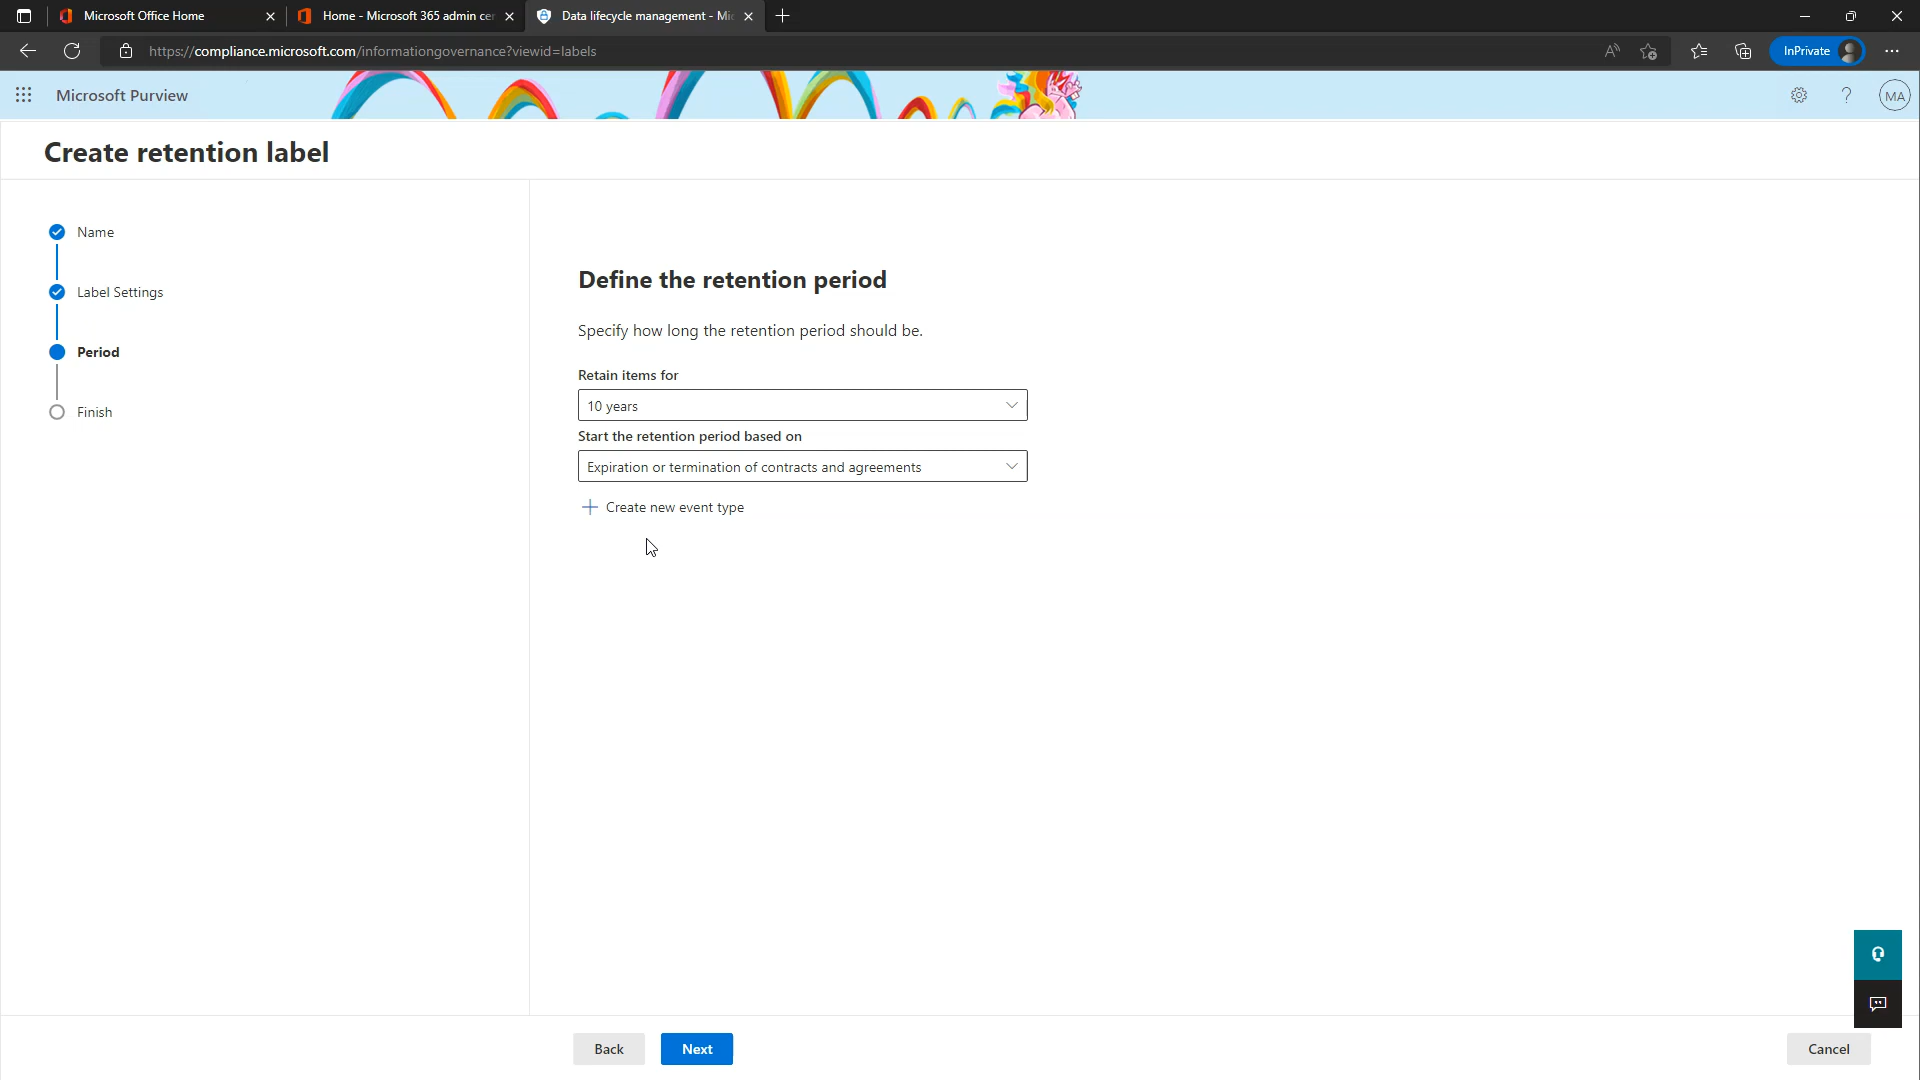 Microsoft Office Home
Home - Microsoft 365 admin cer
Data lifecycle management - Mi
https://compliance.microsoft.com/informationgovernance?viewid=labels
InPrivate
Microsoft Purview
MA
Create retention label
Name
Label Settings
Period
Finish
Define the retention period
Specify how long the retention period should be.
Retain items for
10 years
Start the retention period based on
Expiration or termination of contracts and agreements
Create new event type
Back
Next
Cancel